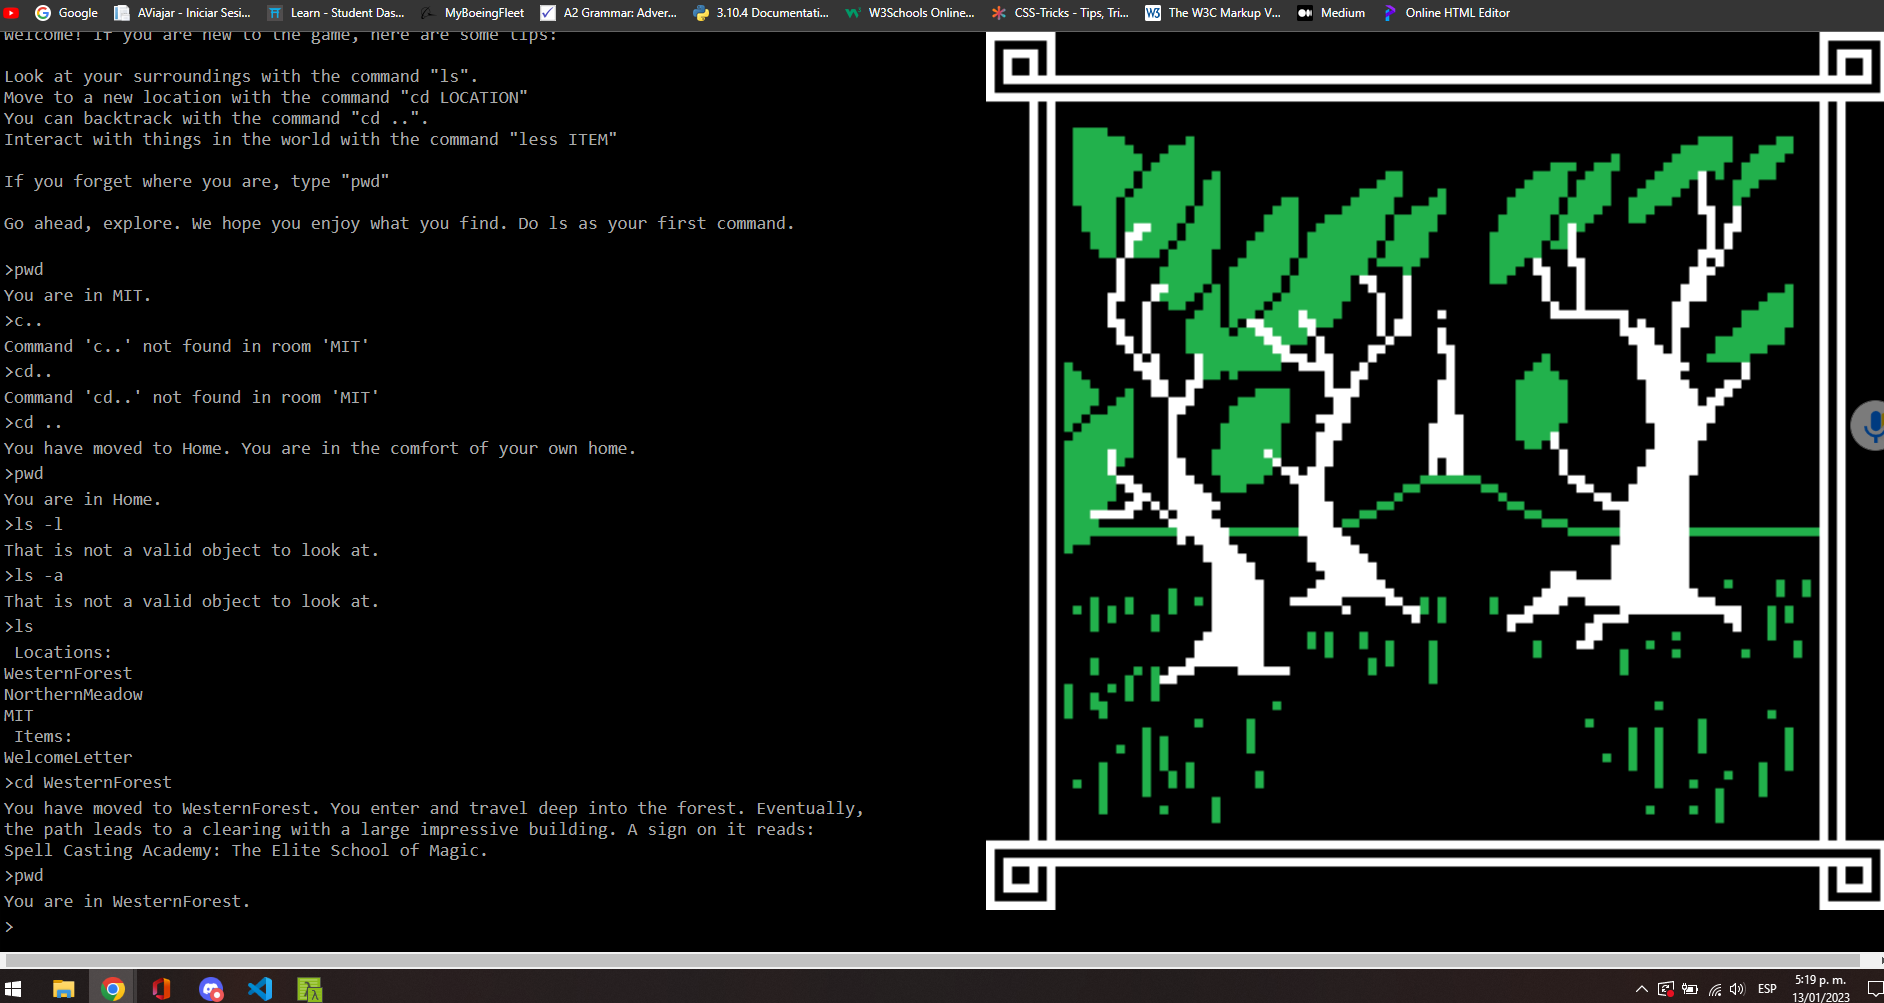 Google
AViajar - Iniciar Sesi...
Learn - Student Das...
MyBoeingFleet
A2 Grammar: Adver...
3.10.4 Documentati...
W3Schools Online...
CSS-Tricks - Tips, Tri...
The W3C Markup V...
Medium
Online HTML Editor
Welcome! If you are new to the game, here are some tips:
Look at your surroundings with the command "ls".
Move to a new location with the command "cd LOCATION"
You can backtrack with the command "cd ..".
Interact with things in the world with the command "less ITEM"
If you forget where you are, type "pwd"
Go ahead, explore. We hope you enjoy what you find. Do ls as your first command.
>pwd
You are in MIT.
>c..
Command 'c..' not found in room 'MIT'
>cd..
Command 'cd..' not found in room 'MIT'
>cd ..
You have moved to Home. You are in the comfort of your own home.
>pwd
You are in Home.
>ls -l
That is not a valid object to look at.
>ls -a
That is not a valid object to look at.
>ls
Locations:
WesternForest
NorthernMeadow
MIT
Items:
WelcomeLetter
>cd WesternForest
You have moved to WesternForest. You enter and travel deep into the forest. Eventually,
the path leads to a clearing with a large impressive building. A sign on it reads:
Spell Casting Academy: The Elite School of Magic.
>pwd
You are in WesternForest.
>
ESP
5:19 p. m.
13/01/2023